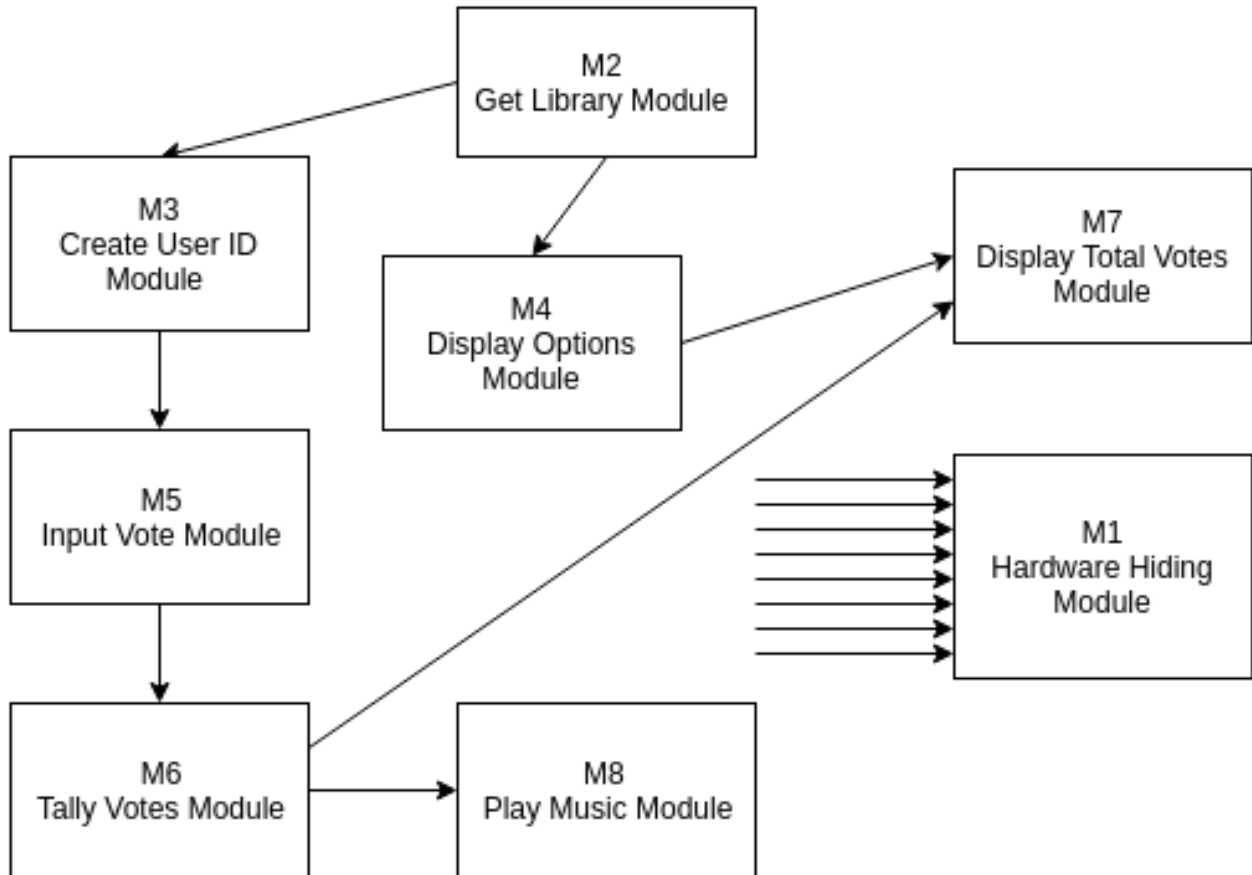 M2
Get Library Module
M3
Create User ID
Module
M7
Display Total Votes
Module
M4
Display Options
Module
M5
Input Vote Module
M1
Hardware Hiding
Module
M6
Tally Votes Module
M8
Play Music Module